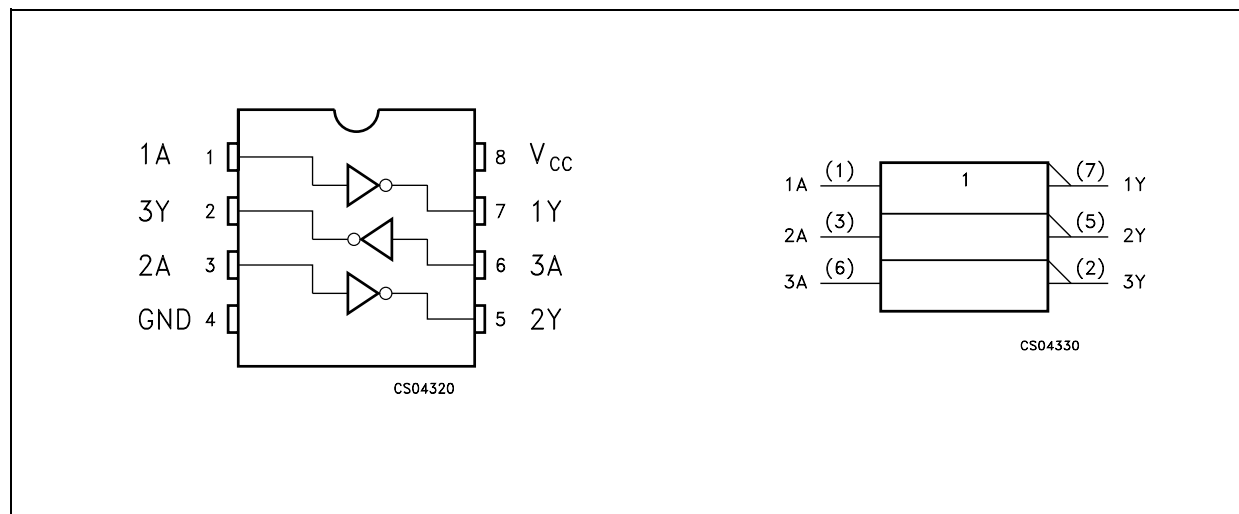 1A 1 8 VCC
3Y 2 7 1Y
2A 3 6 3A
GND 4 5 2Y
CS04320
1
1A (1) (7) 1Y
2A (3) (5) 2Y
3A (6) (2) 3Y
CS04330